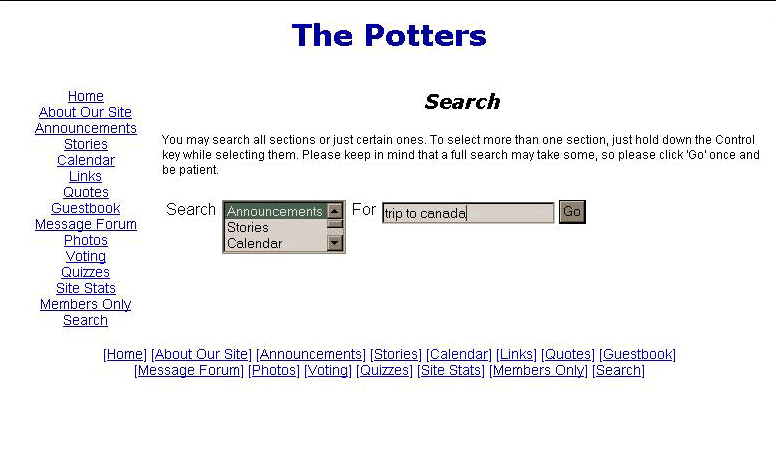 The Potters
Home
About Our Site
Announcements
Stories
Calendar
Links
Quotes
Guestbook
Message Forum
Photos
Voting
Quizzes
Site Stats
Members Only
Search
Search
You may search all sections or just certain ones. To select more than one section, just hold down the Control
key while selecting them. Please keep in mind that a full search may take some, so please click 'Go' once and
be patient.
Search Announcements For trip to canada Go
Stories
Calendar
[Home] [About Our Site] [Announcements] [Stories] [Calendar] [Links] [Quotes] [Guestbook]
[Message Forum] [Photos] [Voting] [Quizzes] [Site Stats] [Members Only] [Search]